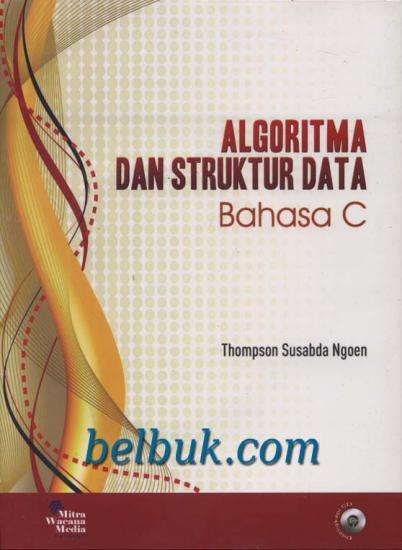 ALGORITMA
DAN STRUKTUR DATA
Bahasa C
Thompson Susabda Ngoen
belbuk.com
Mitra
Wacana
Media